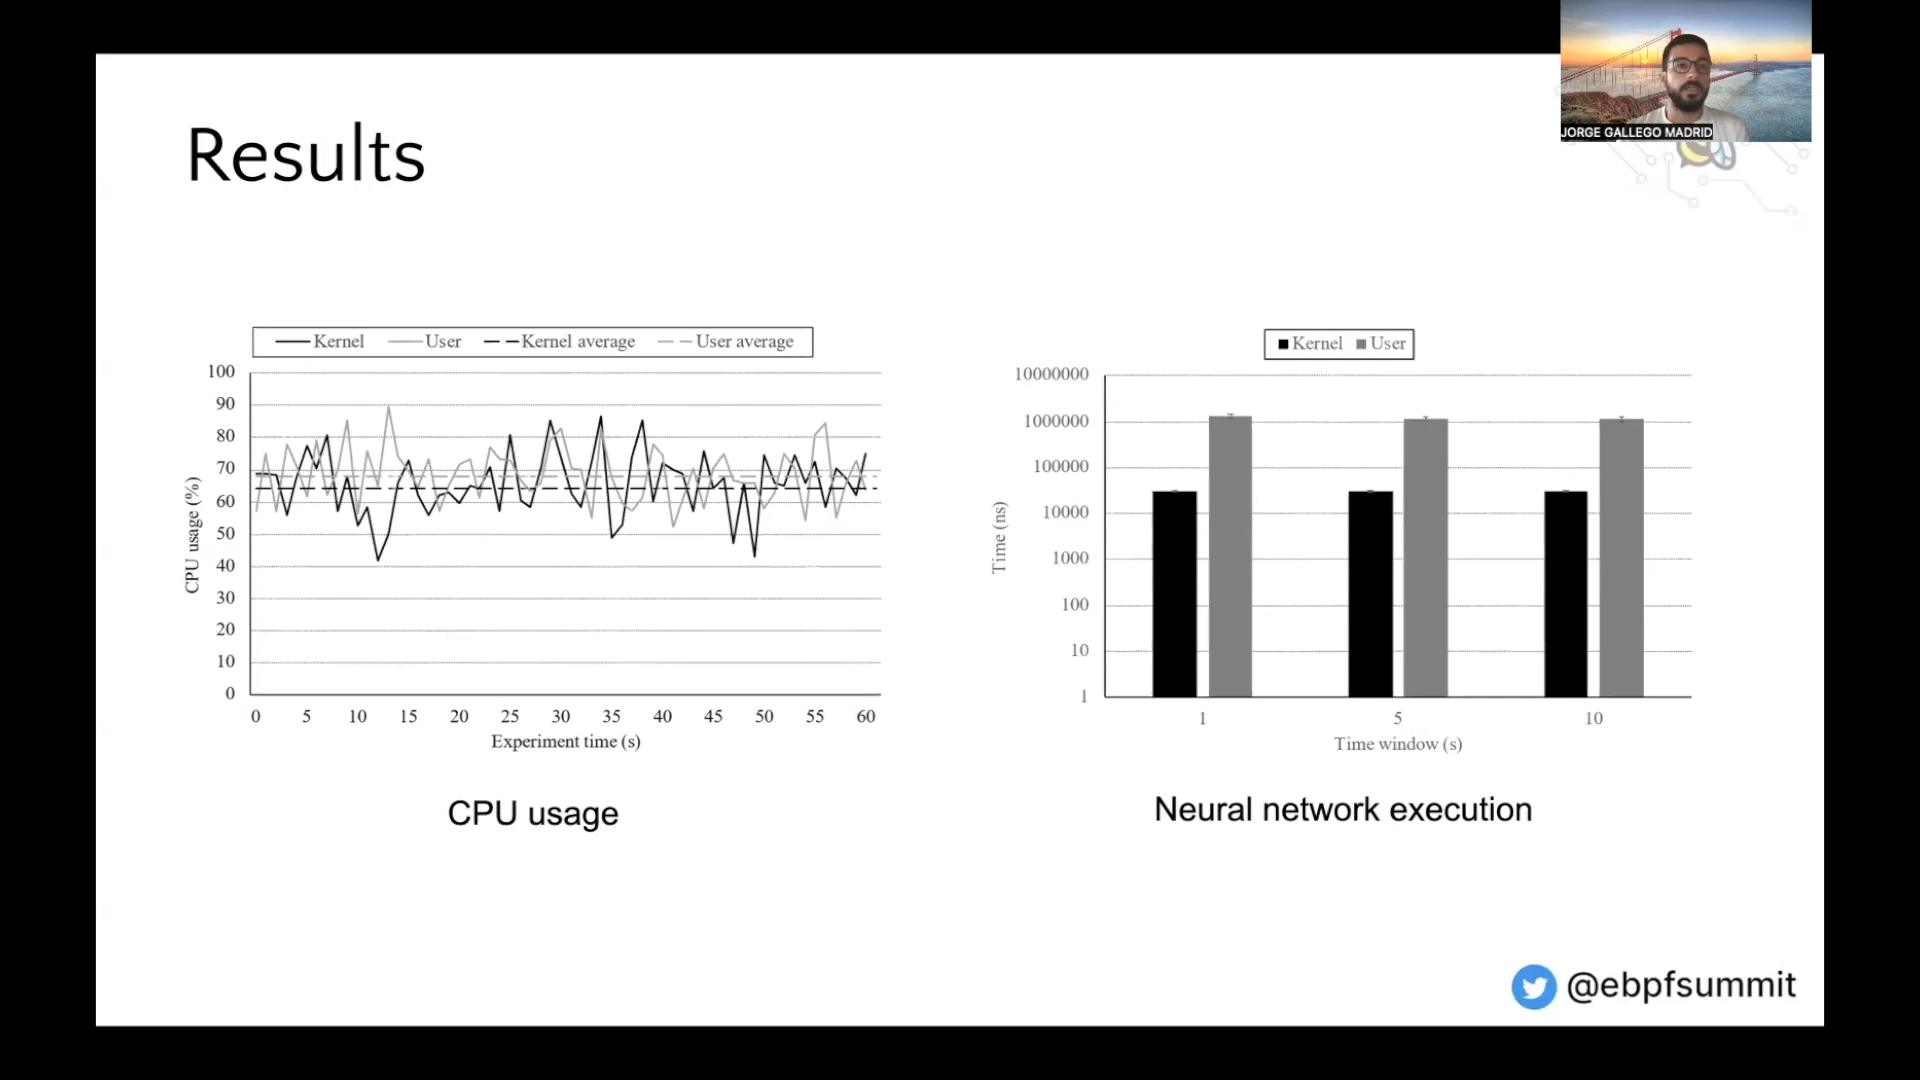 JORGE GALLEGO MADRID
Results
Kernel User Kernel average User average
100
90
80
70
60
50
40
30
20
10
0
CPU usage (%)
0 5 10 15 20 25 30 35 40 45 50 55 60
Experiment time (s)
CPU usage
Kernel User
10000000
1000000
100000
10000
1000
100
10
1
Time (ns)
1 5 10
Time window (s)
Neural network execution
@ebpfsummit